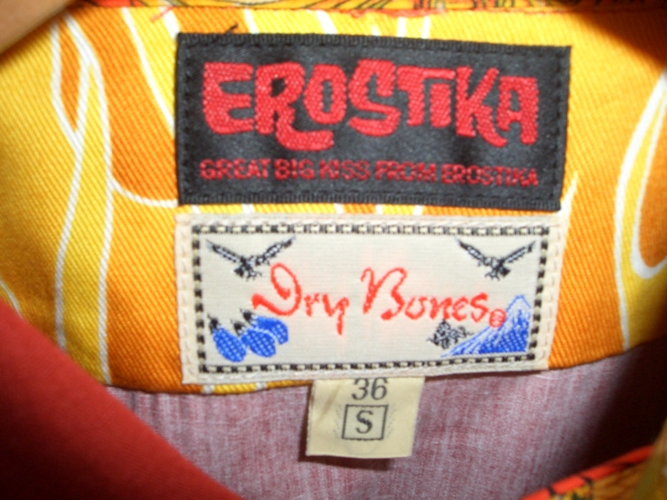 EROSTIKA
GREAT BIG KISS FROM EROSTIKA
Dry Bones®
36
S